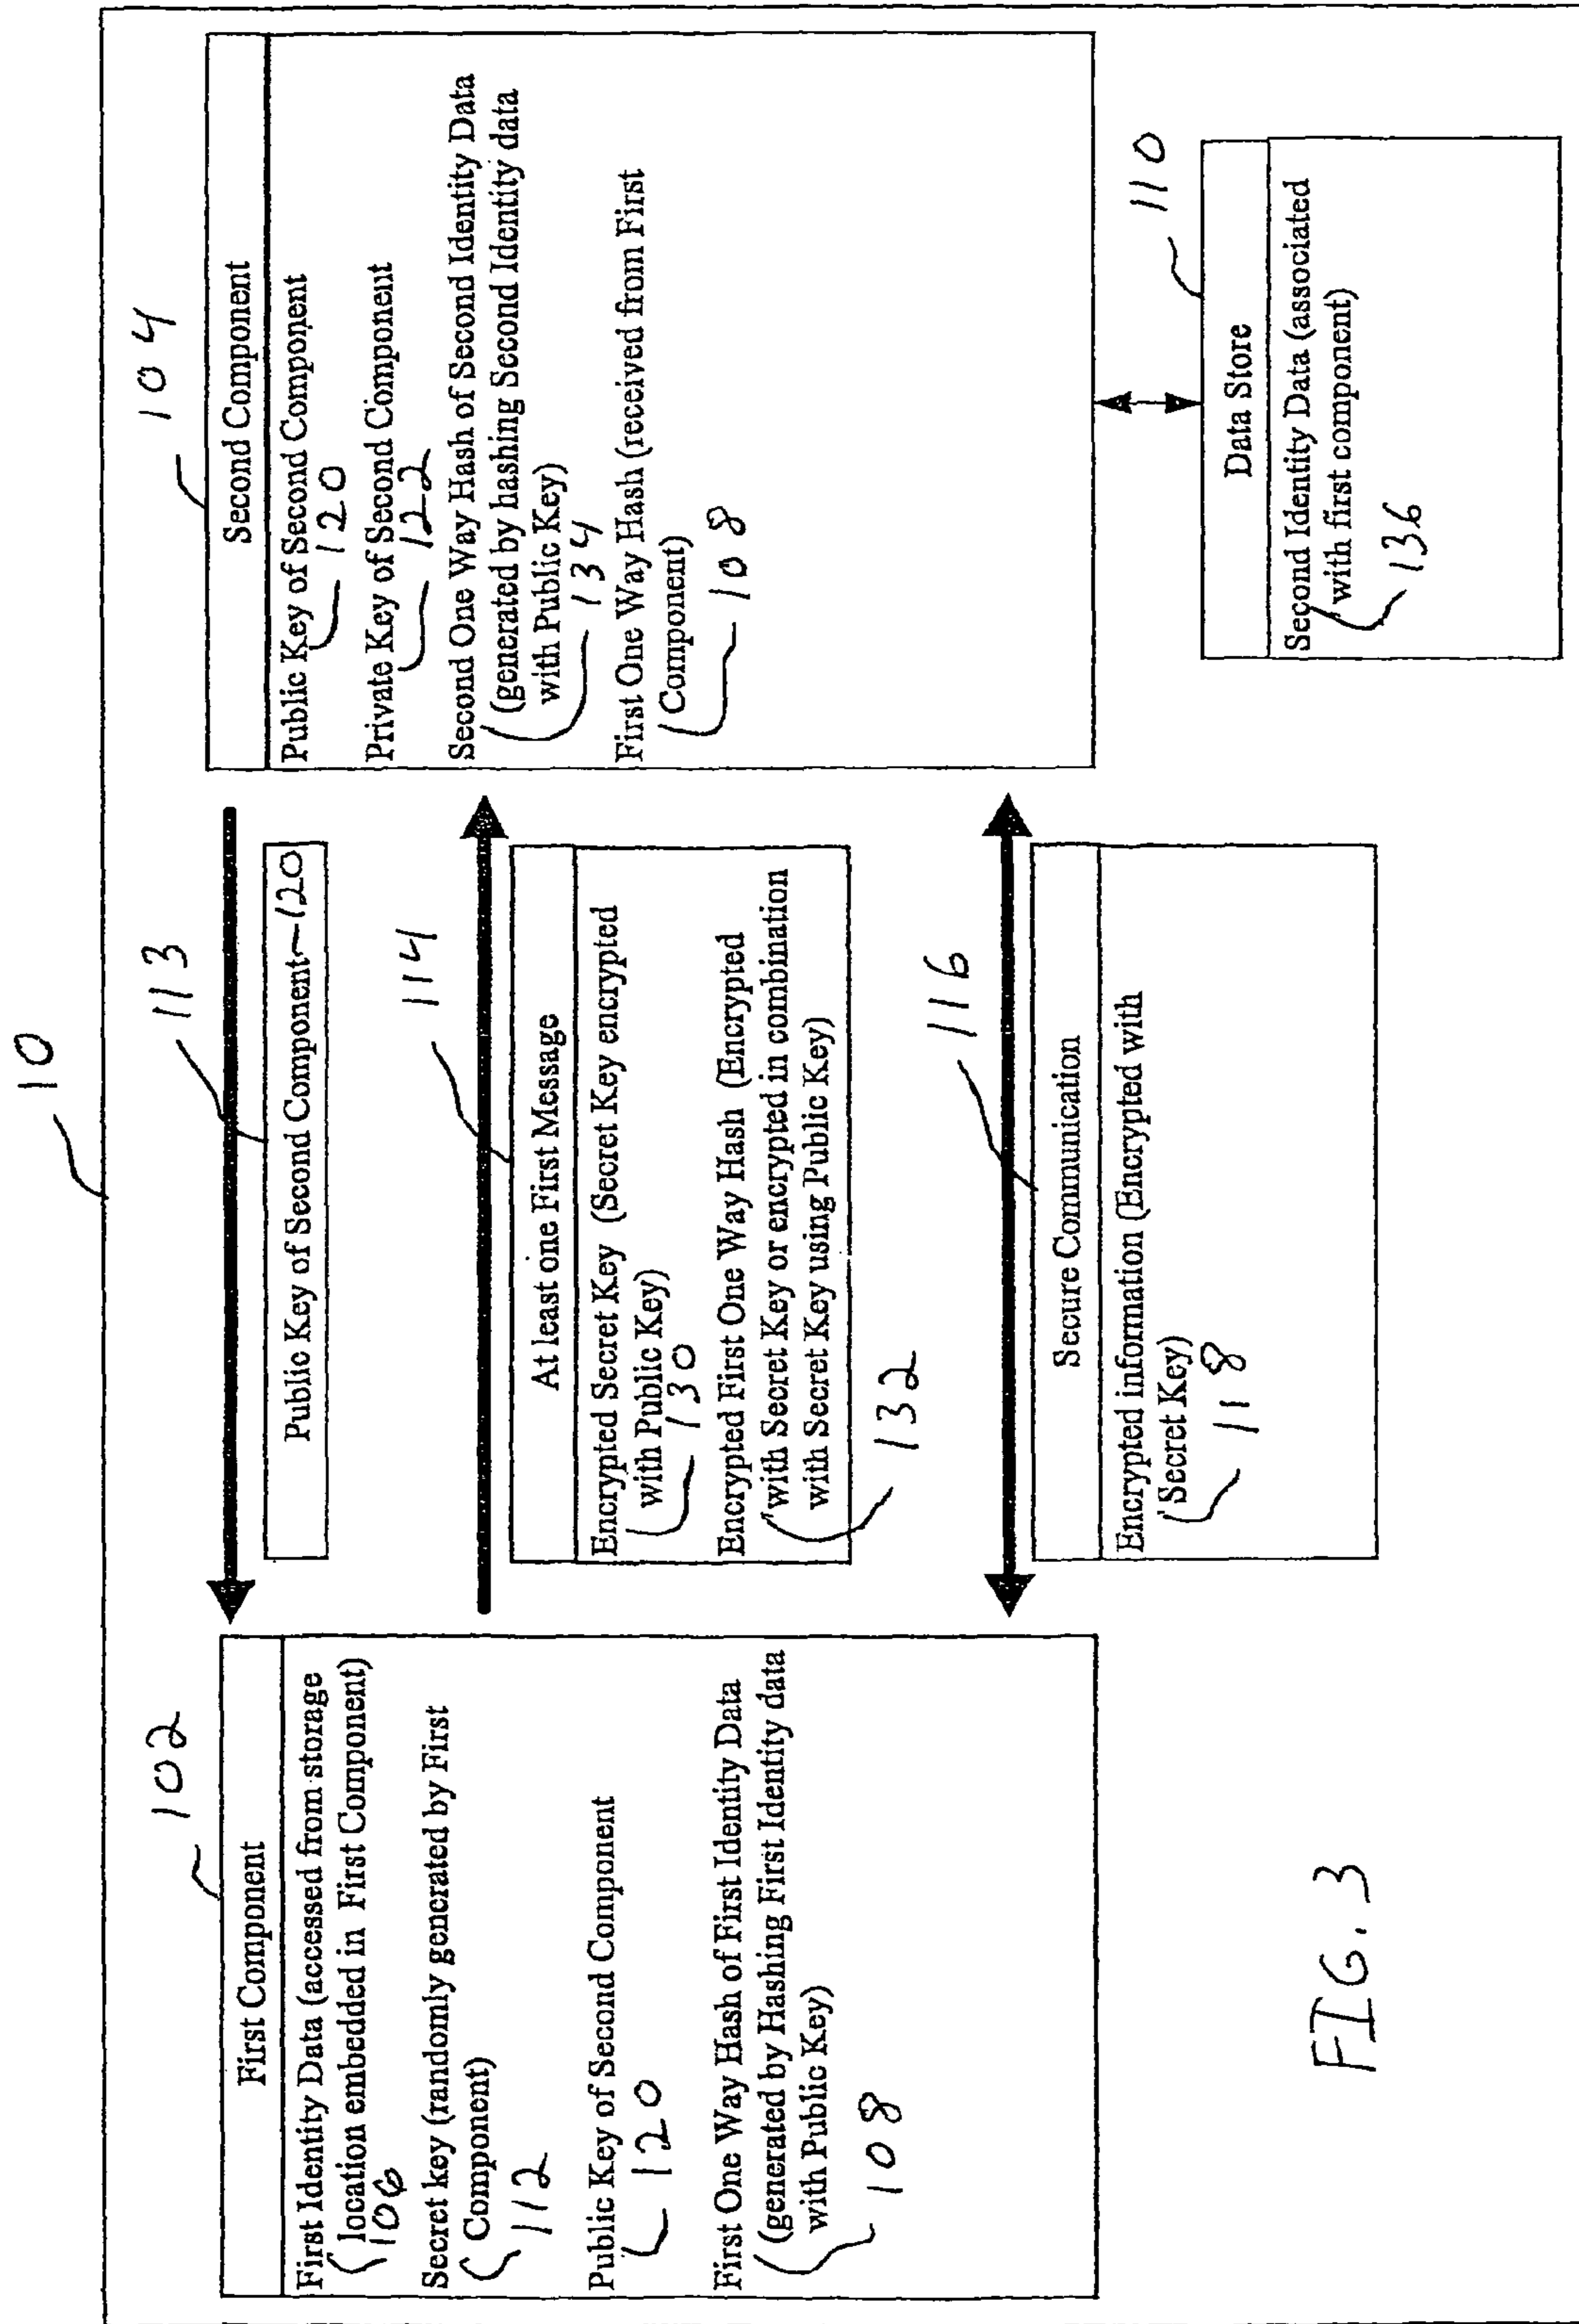 10
102
First Component
First Identity Data (accessed from storage
location embedded in First Component)
106
Secret key (randomly generated by First
Component)
112
Public Key of Second Component
120
First One Way Hash of First Identity Data
(generated by Hashing First Identity data
with Public Key)
108
113
Public Key of Second Component 120
114
At least one First Message
Encrypted Secret Key (Secret Key encrypted
with Public Key)
130
Encrypted First One Way Hash (Encrypted
with Secret Key or encrypted in combination
with Secret Key using Public Key)
132
116
Secure Communication
Encrypted information (Encrypted with
Secret Key)
118
104
Second Component
Public Key of Second Component
120
Private Key of Second Component
122
Second One Way Hash of Second Identity Data
(generated by hashing Second Identity data
with Public Key)
134
First One Way Hash (received from First
Component)
108
110
Data Store
Second Identity Data (associated
with first component)
136
FIG. 3